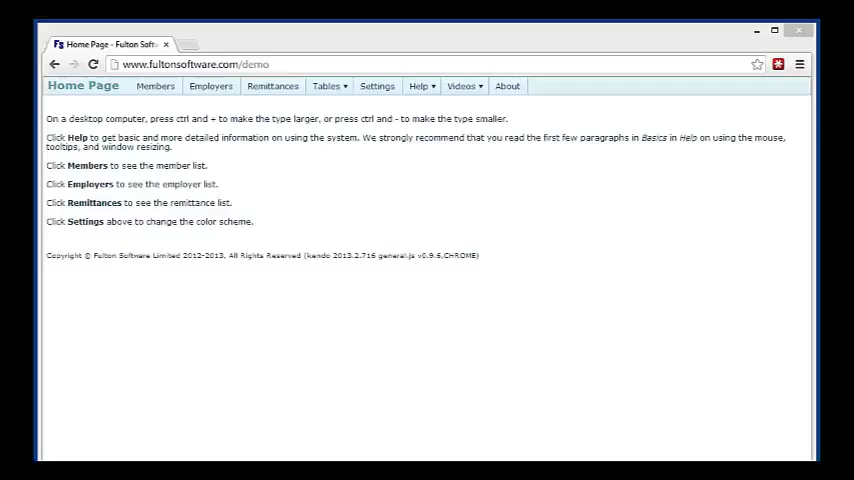 Home Page - Fulton Soft
www.fultonsoftware.com/demo
Home Page Members Employers Remittances Tables Settings Help Videos About
On a desktop computer, press ctrl and + to make the type larger, or press ctrl and - to make the type smaller.
Click Help to get basic and more detailed information on using the system. We strongly recommend that you read the first few paragraphs in Basics in Help on using the mouse,
tooltips, and window resizing.
Click Members to see the member list.
Click Employers to see the employer list.
Click Remittances to see the remittance list.
Click Settings above to change the color scheme.
Copyright © Fulton Software Limited 2012-2013, All Rights Reserved (kendo 2013.2.716 general.js v0.9.6,CHROME)